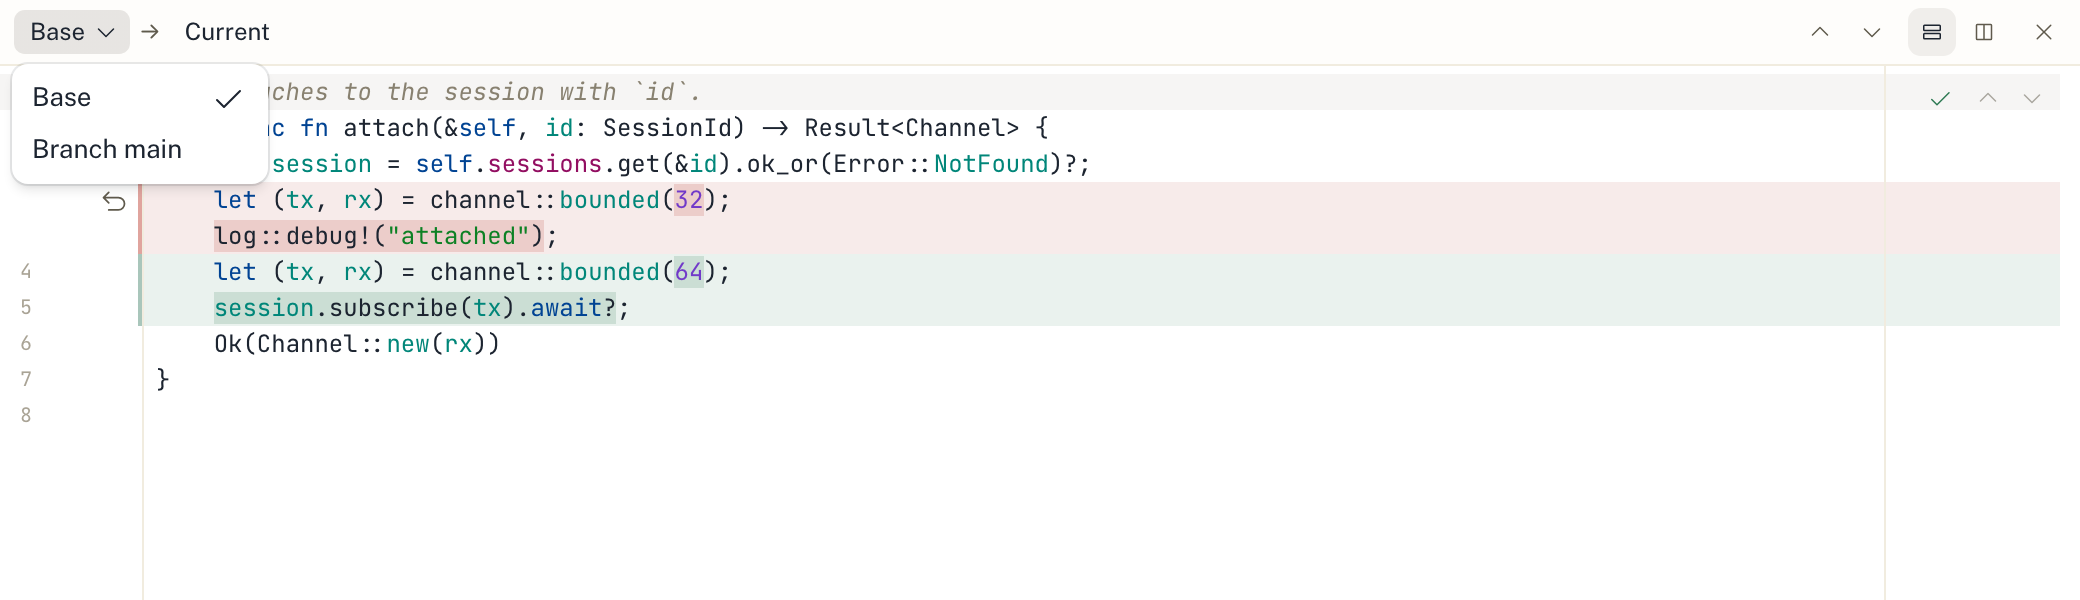 Base → Current
Base ✓
Branch main
ches to the session with `id`.
c fn attach(&self, id: SessionId) -> Result<Channel> {
session = self.sessions.get(&id).ok_or(Error::NotFound)?;
let (tx, rx) = channel::bounded(32);
log::debug!("attached");
4 let (tx, rx) = channel::bounded(64);
5 session.subscribe(tx).await?;
6 Ok(Channel::new(rx))
7 }
8